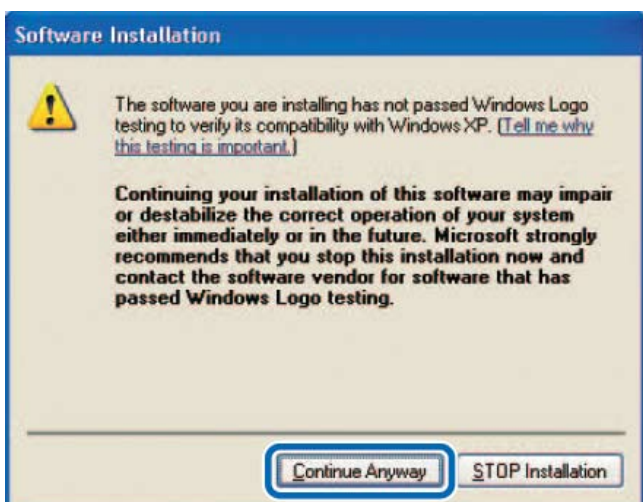 Software Installation
The software you are installing has not passed Windows Logo
testing to verify its compatibility with Windows XP. (Tell me why
this testing is important.)
Continuing your installation of this software may impair
or destabilize the correct operation of your system
either immediately or in the future. Microsoft strongly
recommends that you stop this installation now and
contact the software vendor for software that has
passed Windows Logo testing.
Continue Anyway
STOP Installation